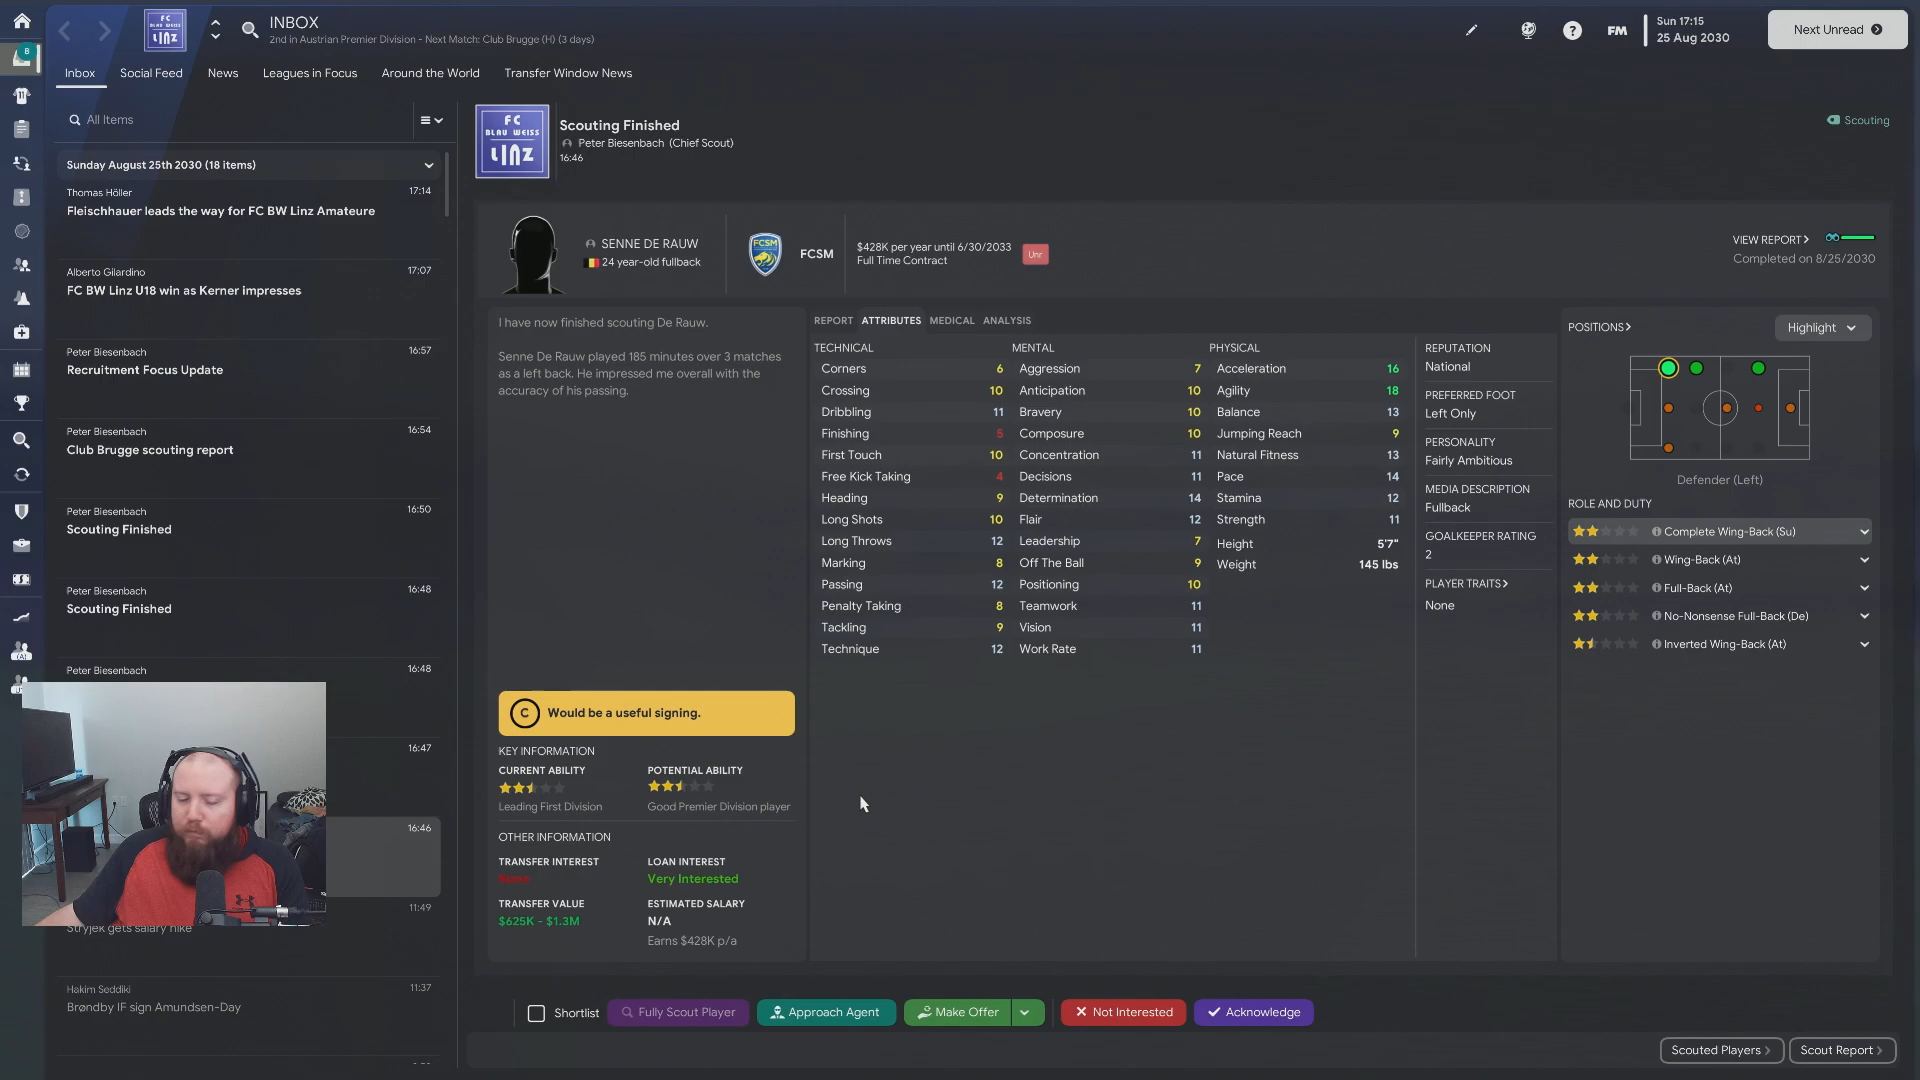 FC
BLAU WEISS
LINZ
INBOX
2nd in Austrian Premier Division - Next Match: Club Brugge (H) (3 days)
FM
Sun 17:15
25 Aug 2030
Next Unread
8
Inbox
Social Feed
News
Leagues in Focus
Around the World
Transfer Window News
All Items
Sunday August 25th 2030 (18 items)
Thomas Höller 17:14
Fleischhauer leads the way for FC BW Linz Amateure
Alberto Gilardino 17:07
FC BW Linz U18 win as Kerner impresses
Peter Biesenbach 16:57
Recruitment Focus Update
Peter Biesenbach 16:54
Club Brugge scouting report
Peter Biesenbach 16:50
Scouting Finished
Peter Biesenbach 16:48
Scouting Finished
Peter Biesenbach 16:48
16:47
16:46
11:49
Stryjek gets salary hike
Hakim Seddiki 11:37
Brøndby IF sign Amundsen-Day
FC
BLAU WEISS
LINZ
Scouting Finished
Peter Biesenbach (Chief Scout)
16:46
Scouting
SENNE DE RAUW
24 year-old fullback
FCSM
FCSM
$428K per year until 6/30/2033
Full Time Contract
Unr
VIEW REPORT
Completed on 8/25/2030
I have now finished scouting De Rauw.
Senne De Rauw played 185 minutes over 3 matches
as a left back. He impressed me overall with the
accuracy of his passing.
C Would be a useful signing.
KEY INFORMATION
CURRENT ABILITY POTENTIAL ABILITY
Leading First Division Good Premier Division player
OTHER INFORMATION
TRANSFER INTEREST LOAN INTEREST
Very Interested
TRANSFER VALUE ESTIMATED SALARY
$625K - $1.3M N/A
Earns $428K p/a
REPORT ATTRIBUTES MEDICAL ANALYSIS
TECHNICAL MENTAL PHYSICAL
Corners 6 Aggression 7 Acceleration 16
Crossing 10 Anticipation 10 Agility 18
Dribbling 11 Bravery 10 Balance 13
Finishing 5 Composure 10 Jumping Reach 9
First Touch 10 Concentration 11 Natural Fitness 13
Free Kick Taking 4 Decisions 11 Pace 14
Heading 9 Determination 14 Stamina 12
Long Shots 10 Flair 12 Strength 11
Long Throws 12 Leadership 7 Height 5'7"
Marking 8 Off The Ball 9 Weight 145 lbs
Passing 12 Positioning 10
Penalty Taking 8 Teamwork 11
Tackling 9 Vision 11
Technique 12 Work Rate 11
REPUTATION
National
PREFERRED FOOT
Left Only
PERSONALITY
Fairly Ambitious
MEDIA DESCRIPTION
Fullback
GOALKEEPER RATING
2
PLAYER TRAITS
None
POSITIONS
Highlight
Defender (Left)
ROLE AND DUTY
Complete Wing-Back (Su)
Wing-Back (At)
Full-Back (At)
No-Nonsense Full-Back (De)
Inverted Wing-Back (At)
Shortlist
Fully Scout Player
Approach Agent
Make Offer
Not Interested
Acknowledge
Scouted Players
Scout Report